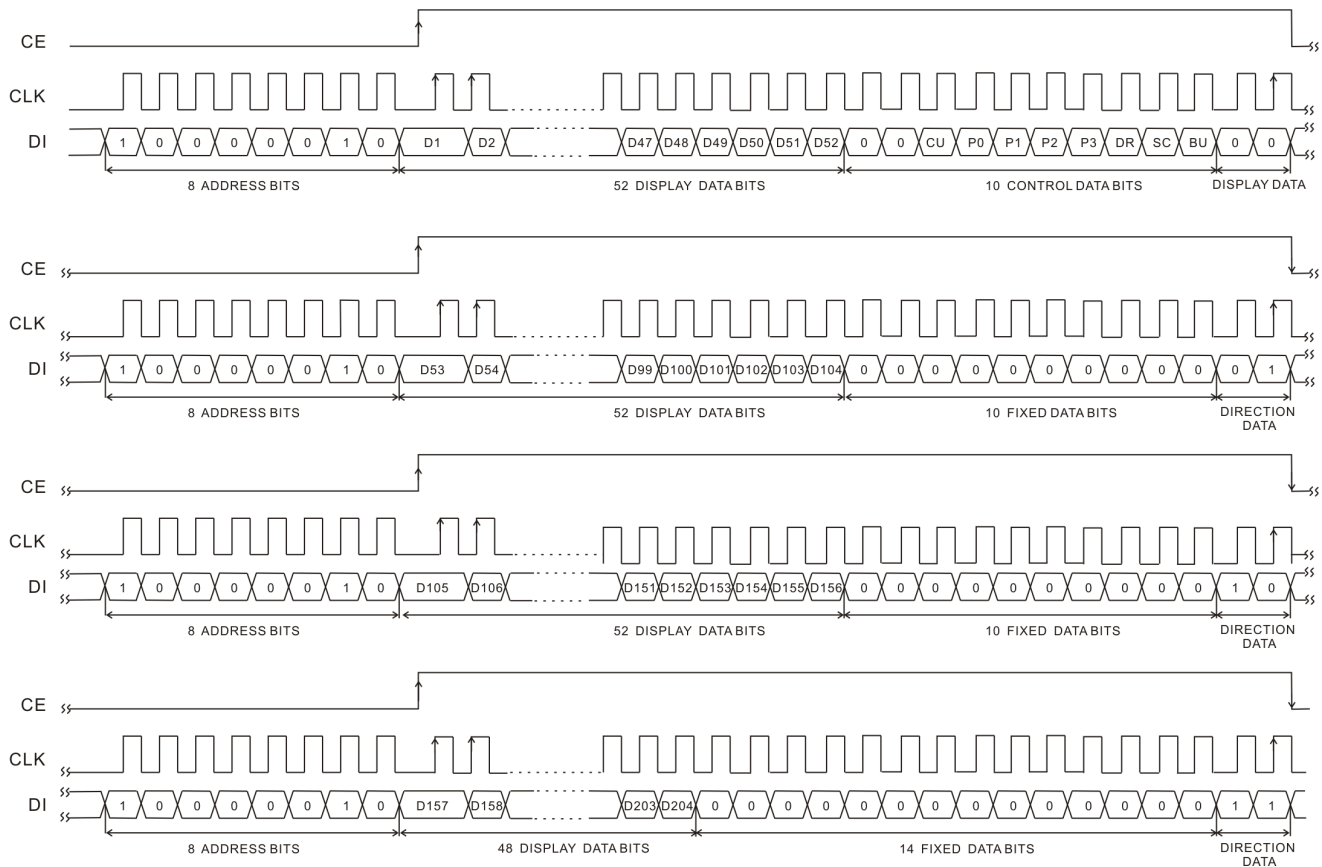 CE
CLK
DI 1 0 0 0 0 0 1 0 D1 D2 D47 D48 D49 D50 D51 D52 0 0 CU P0 P1 P2 P3 DR SC BU 0 0
8 ADDRESS BITS 52 DISPLAY DATA BITS 10 CONTROL DATA BITS DISPLAY DATA
CE
CLK
DI 1 0 0 0 0 0 1 0 D53 D54 D99 D100 D101 D102 D103 D104 0 0 0 0 0 0 0 0 0 0 0 1
8 ADDRESS BITS 52 DISPLAY DATA BITS 10 FIXED DATA BITS DIRECTION
DATA
CE
CLK
DI 1 0 0 0 0 0 1 0 D105 D106 D151 D152 D153 D154 D155 D156 0 0 0 0 0 0 0 0 0 0 1 0
8 ADDRESS BITS 52 DISPLAY DATA BITS 10 FIXED DATA BITS DIRECTION
DATA
CE
CLK
DI 1 0 0 0 0 0 1 0 D157 D158 D203 D204 0 0 0 0 0 0 0 0 0 0 0 0 0 0 1 1
8 ADDRESS BITS 48 DISPLAY DATA BITS 14 FIXED DATA BITS DIRECTION
DATA